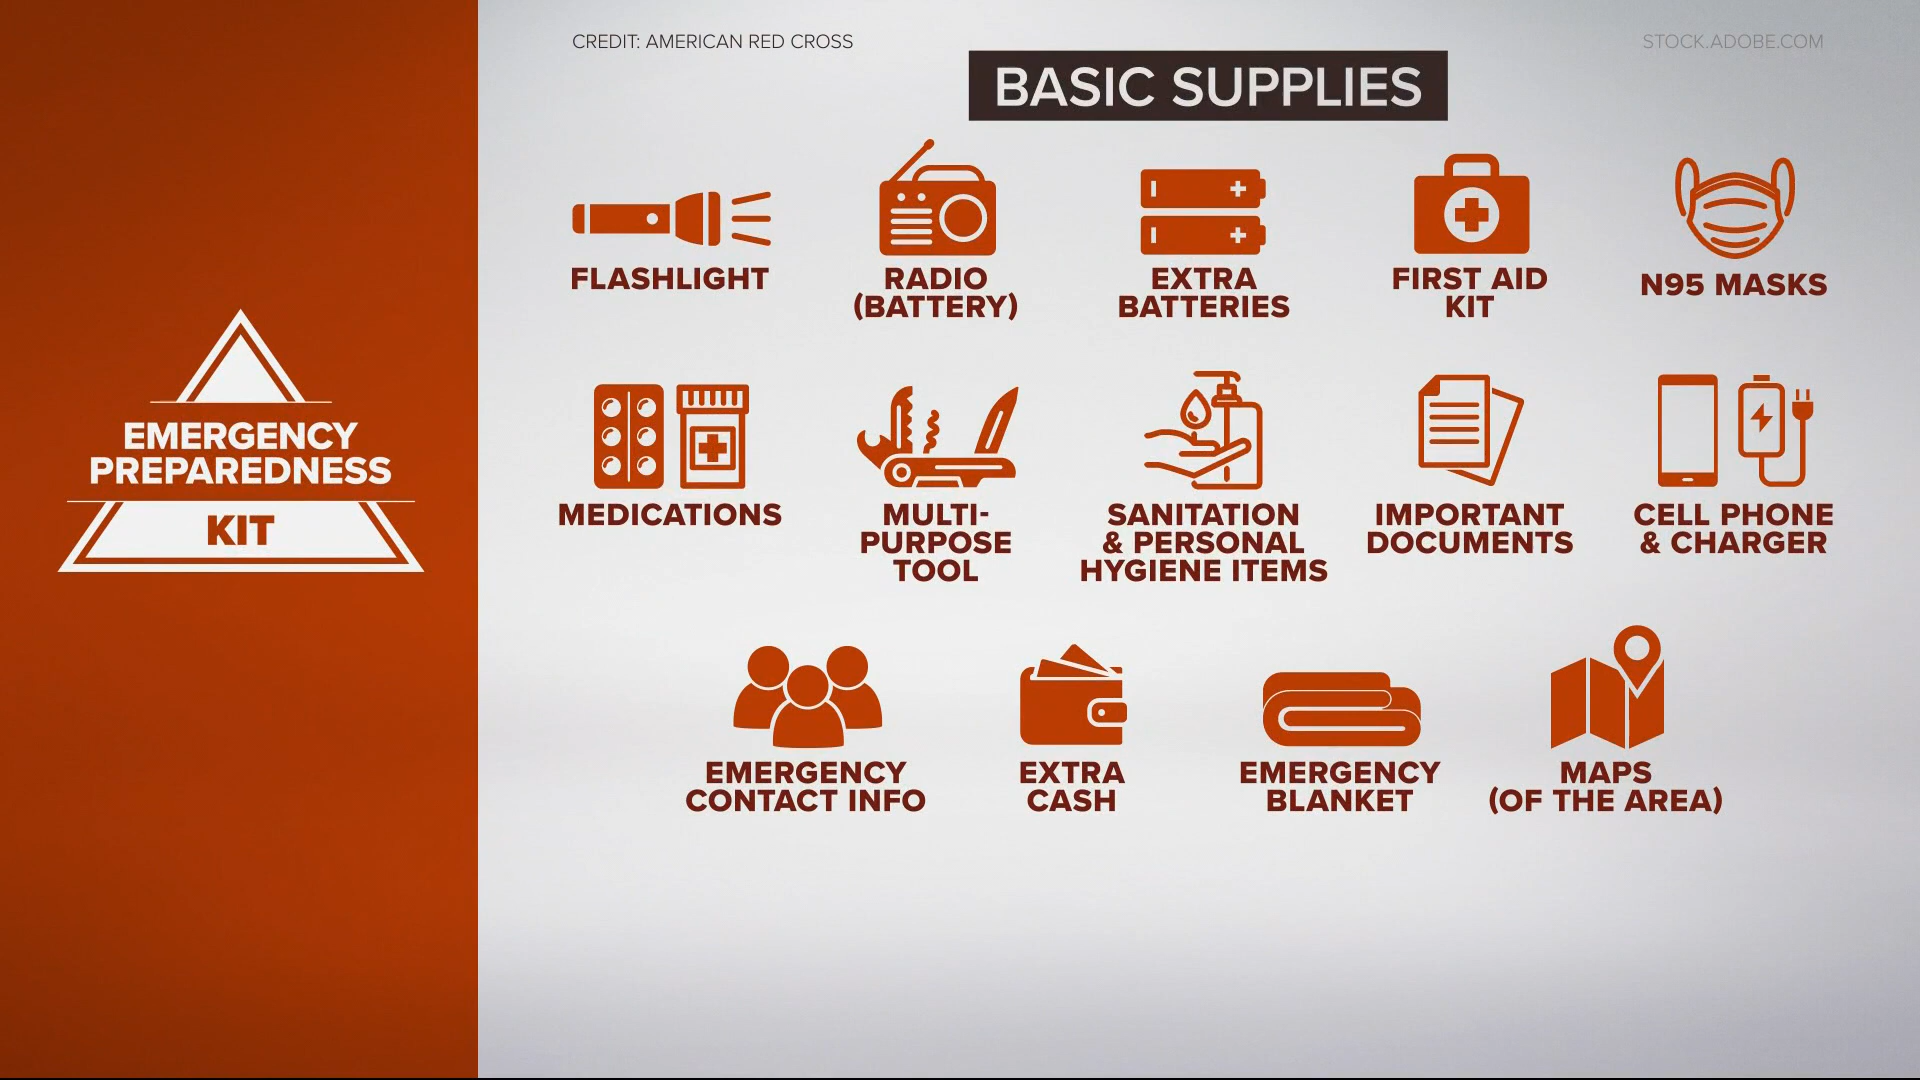 CREDIT: AMERICAN RED CROSS
STOCK.ADOBE.COM
BASIC SUPPLIES
EMERGENCY
PREPAREDNESS
KIT
FLASHLIGHT
RADIO
(BATTERY)
EXTRA
BATTERIES
FIRST AID
KIT
N95 MASKS
MEDICATIONS
MULTI-
PURPOSE
TOOL
SANITATION
& PERSONAL
HYGIENE ITEMS
IMPORTANT
DOCUMENTS
CELL PHONE
& CHARGER
EMERGENCY
CONTACT INFO
EXTRA
CASH
EMERGENCY
BLANKET
MAPS
(OF THE AREA)